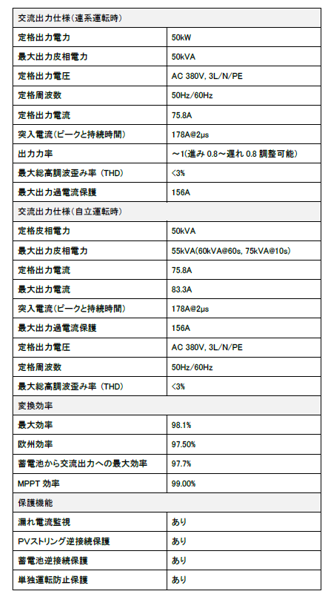 交流出力仕様（連系運転時）
定格出力電力 50kW
最大出力皮相電力 50kVA
定格出力電圧 AC 380V, 3L/N/PE
定格周波数 50Hz/60Hz
定格出力電流 75.8A
突入電流（ピークと持続時間） 178A@2μs
出力力率 ～1(進み 0.8～遅れ 0.8 調整可能)
最大総高調波歪み率 (THD) <3%
最大出力過電流保護 156A
交流出力仕様（自立運転時）
定格皮相電力 50kVA
最大出力皮相電力 55kVA(60kVA@60s, 75kVA@10s)
定格出力電流 75.8A
最大出力電流 83.3A
突入電流（ピークと持続時間） 178A@2μs
最大出力過電流保護 156A
定格出力電圧 AC 380V, 3L/N/PE
定格周波数 50Hz/60Hz
最大総高調波歪み率 (THD) <3%
変換効率
最大効率 98.1%
欧州効率 97.50%
蓄電池から交流出力への最大効率 97.7%
MPPT 効率 99.00%
保護機能
漏れ電流監視 あり
PVストリング逆接続保護 あり
蓄電池逆接続保護 あり
単独運転防止保護 あり